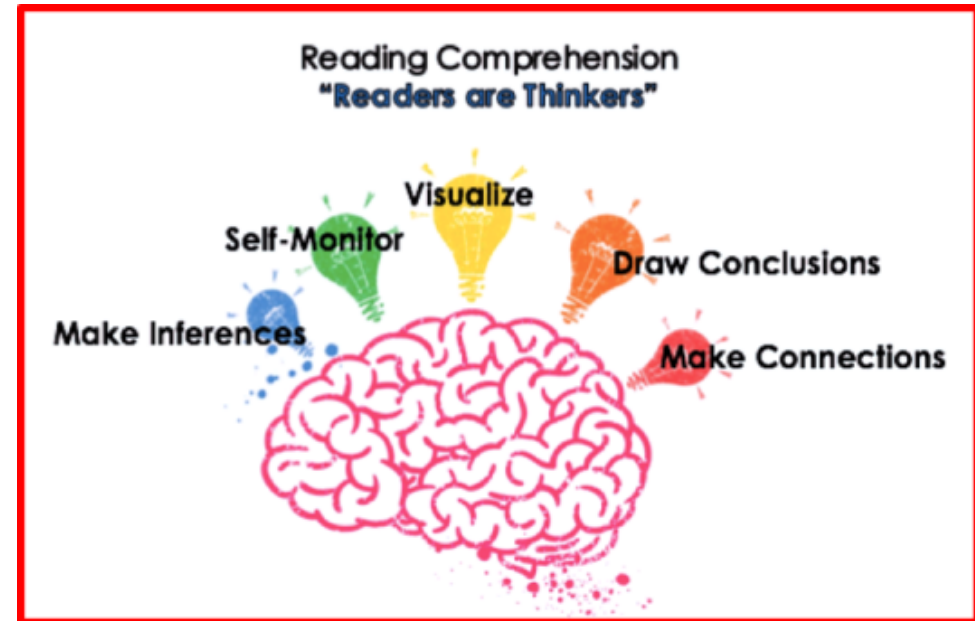 Reading Comprehension
“Readers are Thinkers”
Visualize
Self-Monitor
Draw Conclusions
Make Inferences
Make Connections